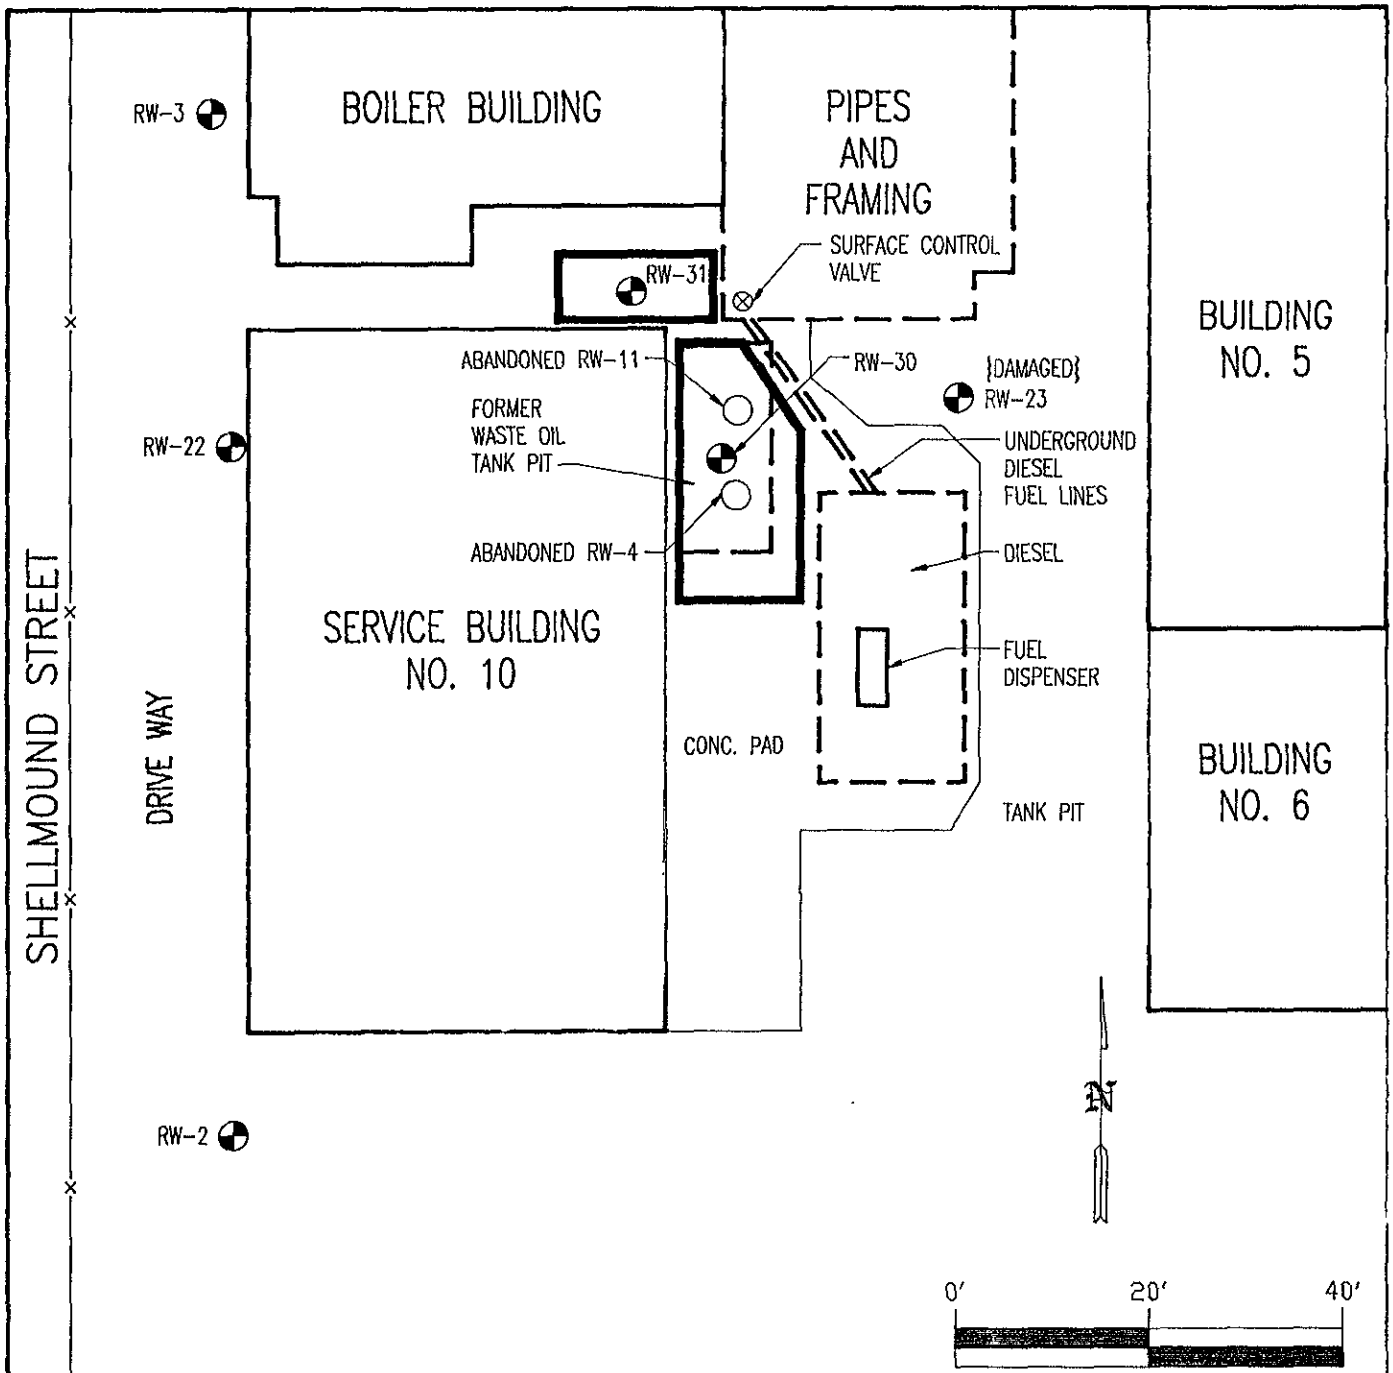 RW-3
BOILER BUILDING
PIPES
AND
FRAMING
SURFACE CONTROL
VALVE
RW-31
BUILDING
NO. 5
ABANDONED RW-11
RW-30
{DAMAGED}
RW-23
FORMER
WASTE OIL
TANK PIT
RW-22
UNDERGROUND
DIESEL
FUEL LINES
ABANDONED RW-4
DIESEL
SERVICE BUILDING
NO. 10
FUEL
DISPENSER
SHELLMOUND STREET
DRIVE WAY
CONC. PAD
BUILDING
NO. 6
TANK PIT
N
RW-2
0' 20' 40'